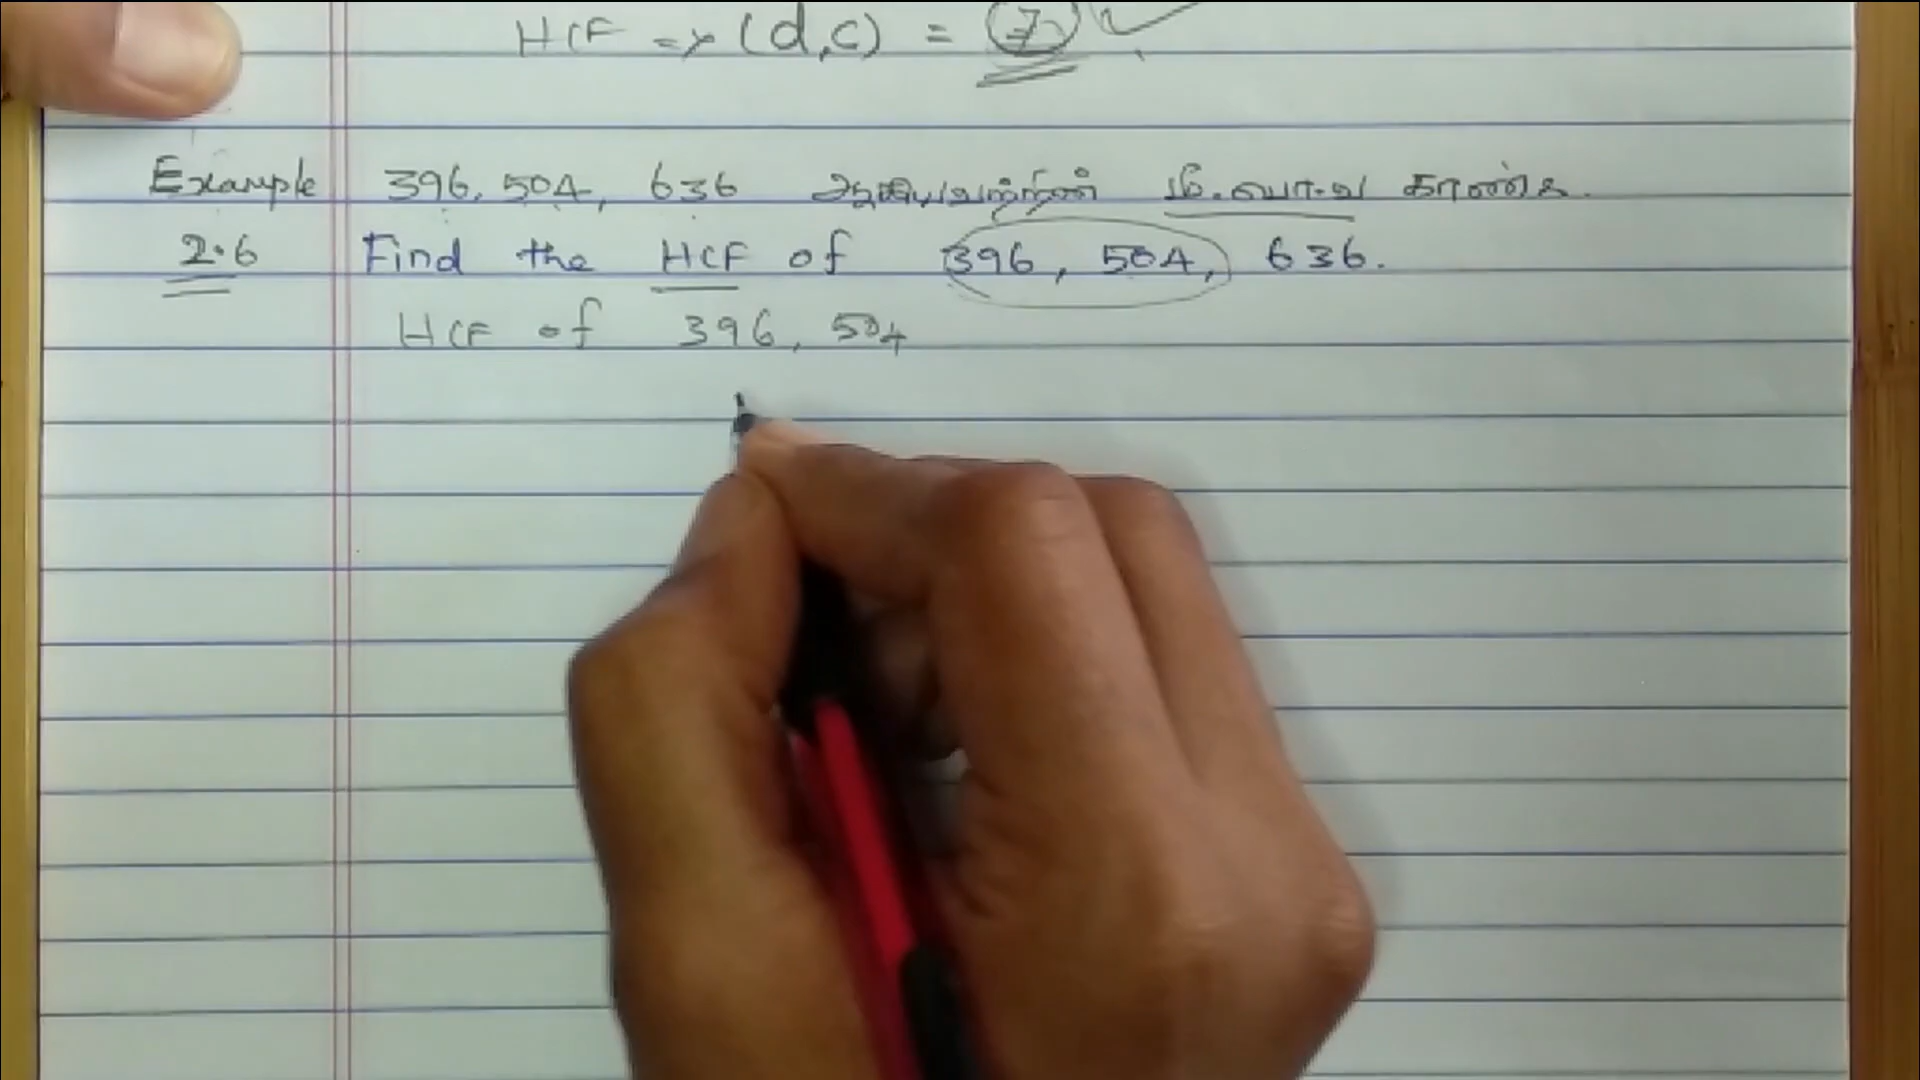 HCF => (d,c) = 7
Example 396, 504, 636 ஆகியவற்றின் மீ.பொ.வ காண்க.
2.6 Find the HCF of 396, 504, 636.
HCF of 396, 504